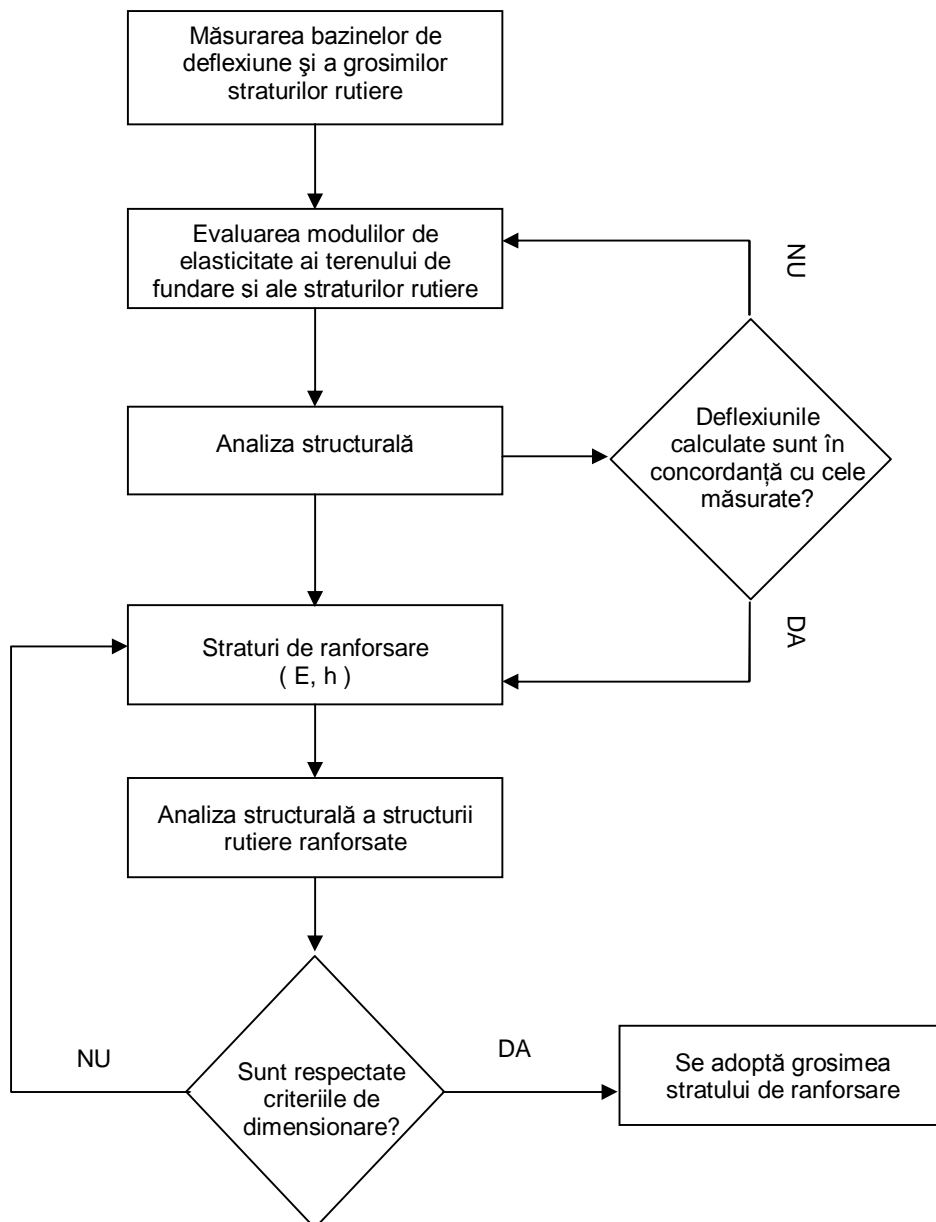 Măsurarea bazinelor de
deflexiune şi a grosimilor
straturilor rutiere
Evaluarea modulilor de
elasticitate ai terenului de
fundare si ale straturilor rutiere
NU
Analiza structurală
Deflexiunile
calculate sunt în
concordanță cu cele
măsurate?
DA
Straturi de ranforsare
( E, h )
Analiza structurală a structurii
rutiere ranforsate
NU
Sunt respectate
criteriile de
dimensionare?
DA
Se adoptă grosimea
stratului de ranforsare